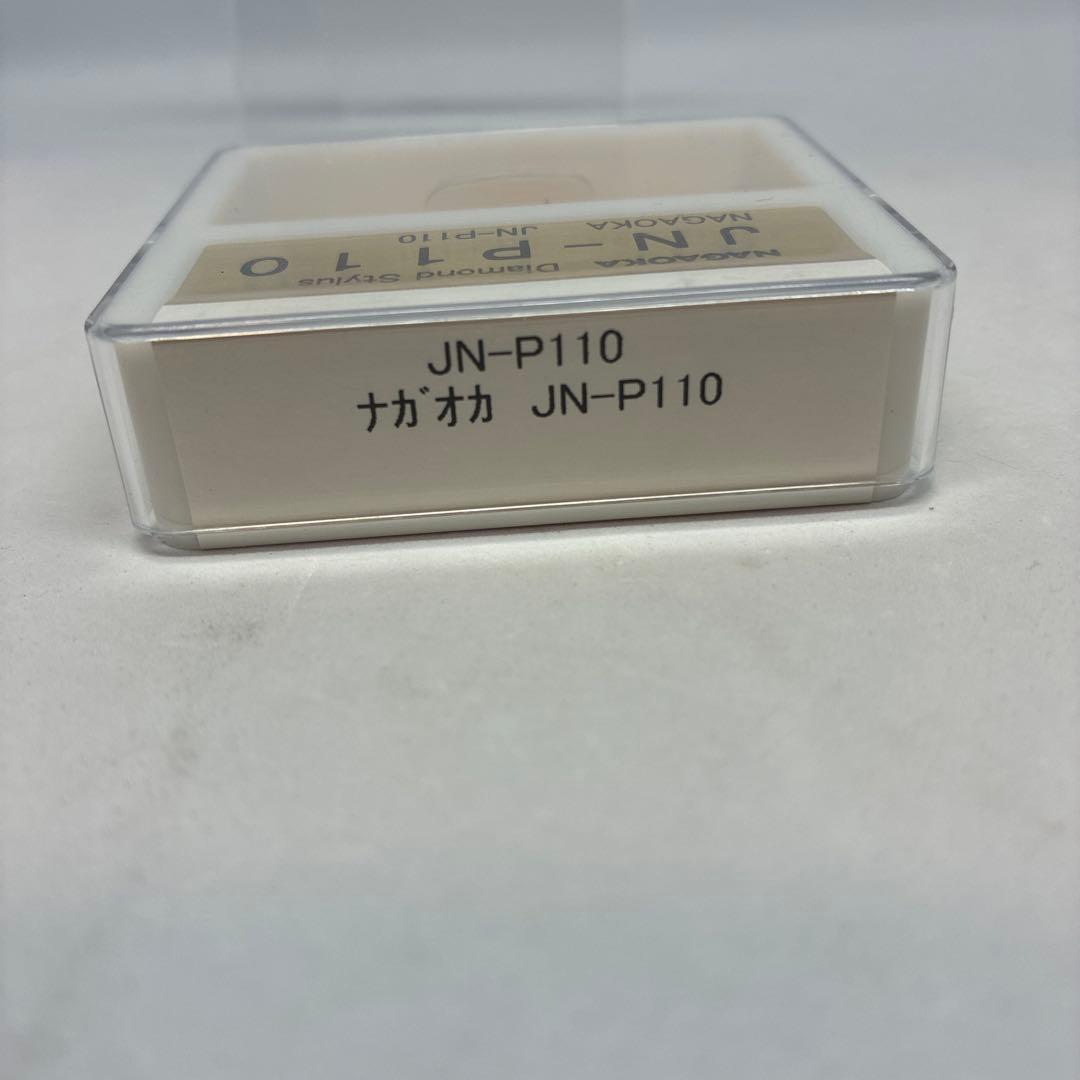 NAGAOKA
NAGAOKA
JN-P110
JN-P110
Diamond Stylus
JN-P110
ﾅｶﾞｵｶ JN-P110